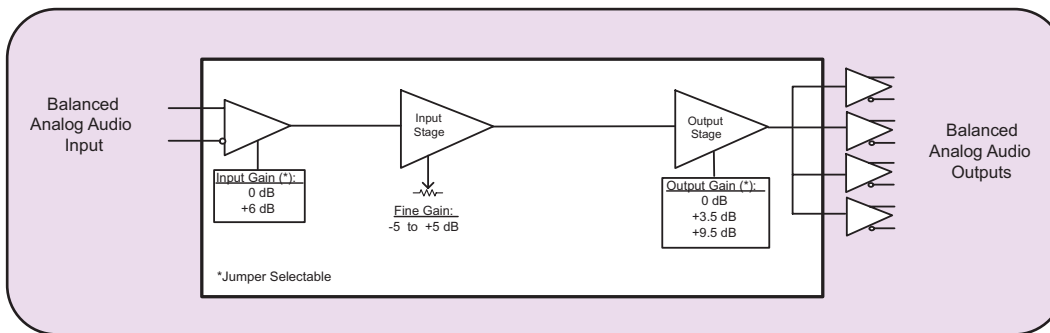 Balanced
Analog Audio
Input
Input Gain (*):
0 dB
+6 dB
Input
Stage
Fine Gain:
-5 to +5 dB
Output
Stage
Output Gain (*):
0 dB
+3.5 dB
+9.5 dB
*Jumper Selectable
Balanced
Analog Audio
Outputs